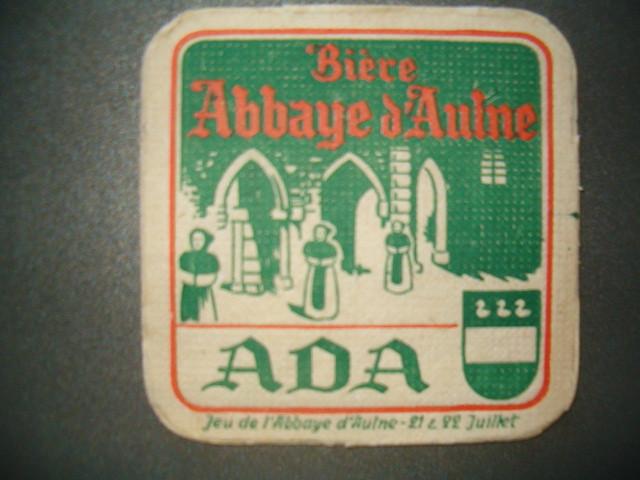 Bière
Abbaye d'Aulne
ADA
Jeu de l'Abbaye d'Aulne - 21 & 22 Juillet